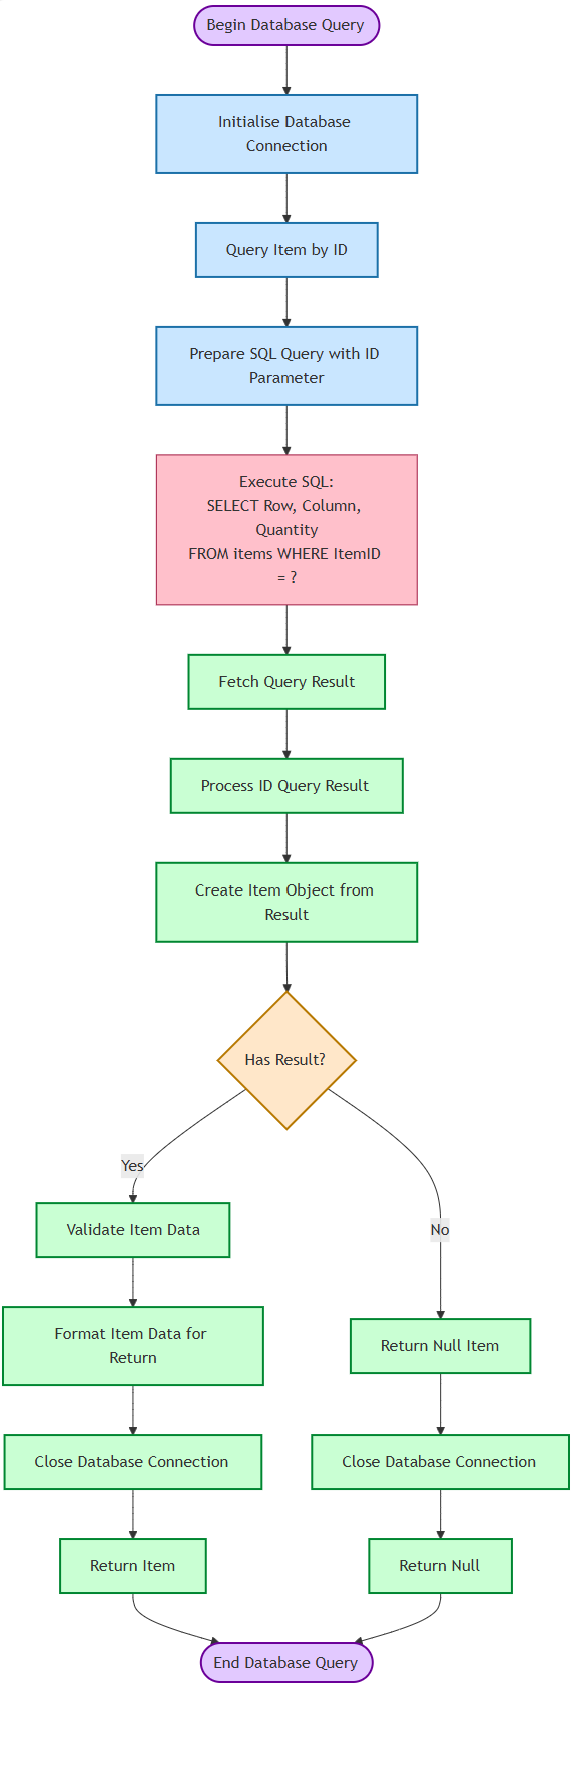 Begin Database Query
Initialise Database
Connection
Query Item by ID
Prepare SQL Query with ID
Parameter
Execute SQL:
SELECT Row, Column,
Quantity
FROM items WHERE ItemID
= ?
Fetch Query Result
Process ID Query Result
Create Item Object from
Result
Has Result?
Yes
No
Validate Item Data
Format Item Data for
Return
Return Null Item
Close Database Connection
Close Database Connection
Return Item
Return Null
End Database Query